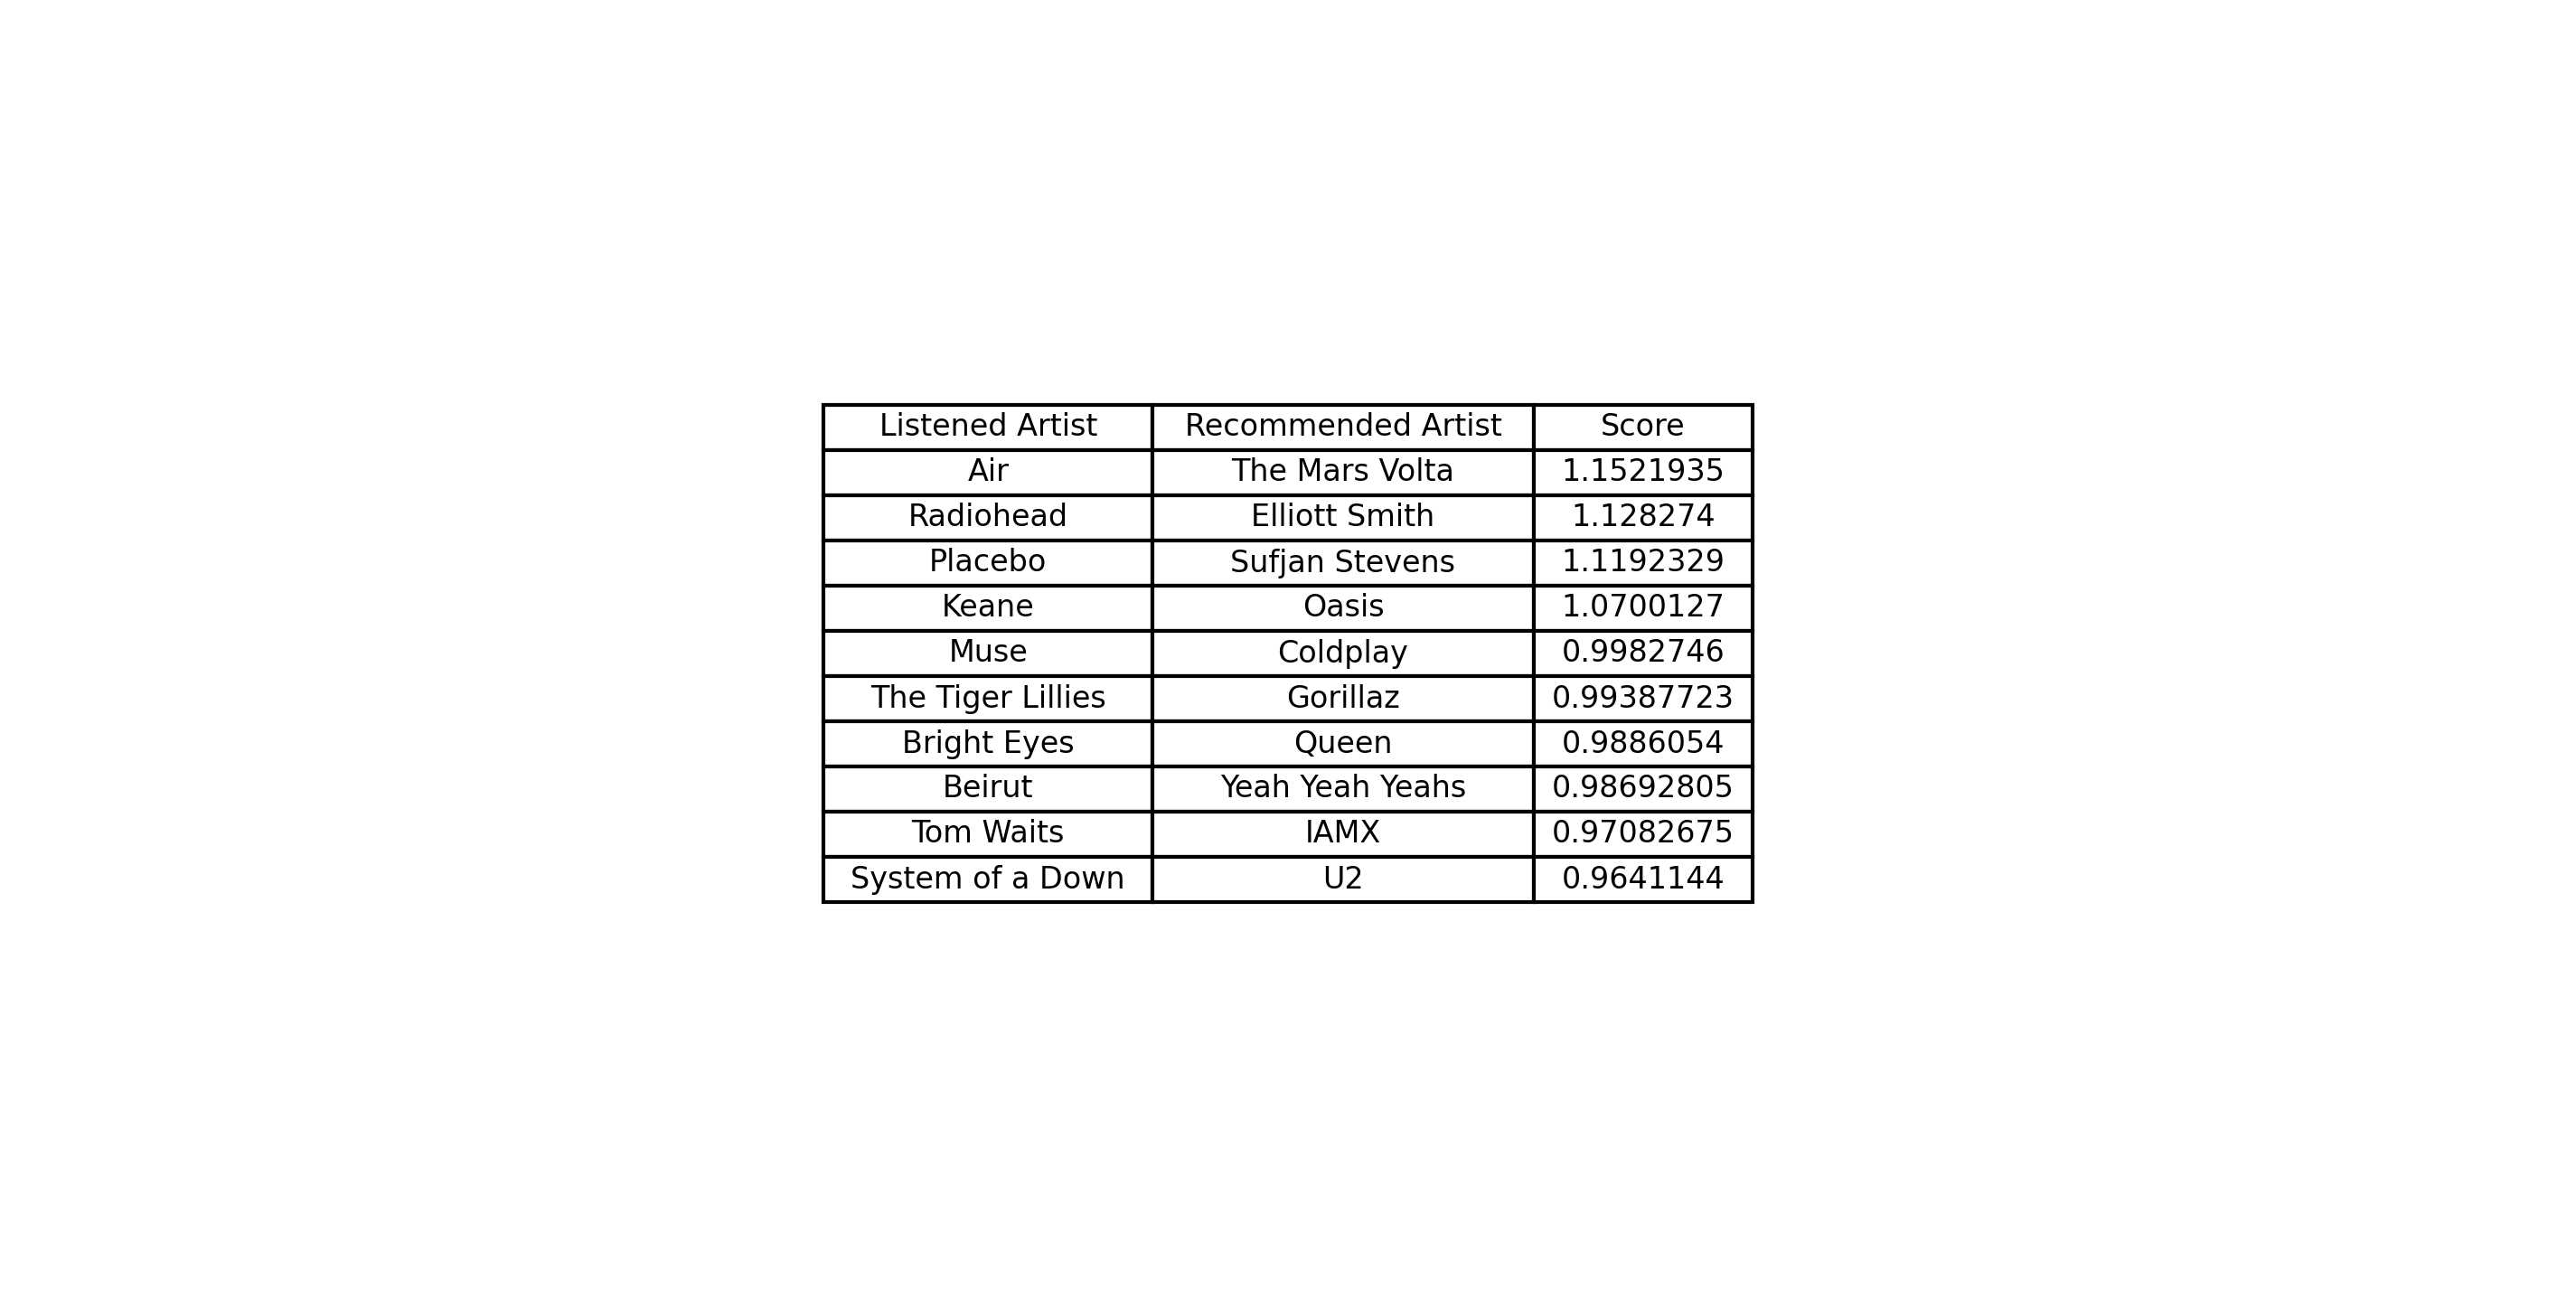 Listened Artist Recommended Artist Score
Air The Mars Volta 1.1521935
Radiohead Elliott Smith 1.128274
Placebo Sufjan Stevens 1.1192329
Keane Oasis 1.0700127
Muse Coldplay 0.9982746
The Tiger Lillies Gorillaz 0.99387723
Bright Eyes Queen 0.9886054
Beirut Yeah Yeah Yeahs 0.98692805
Tom Waits IAMX 0.97082675
System of a Down U2 0.9641144